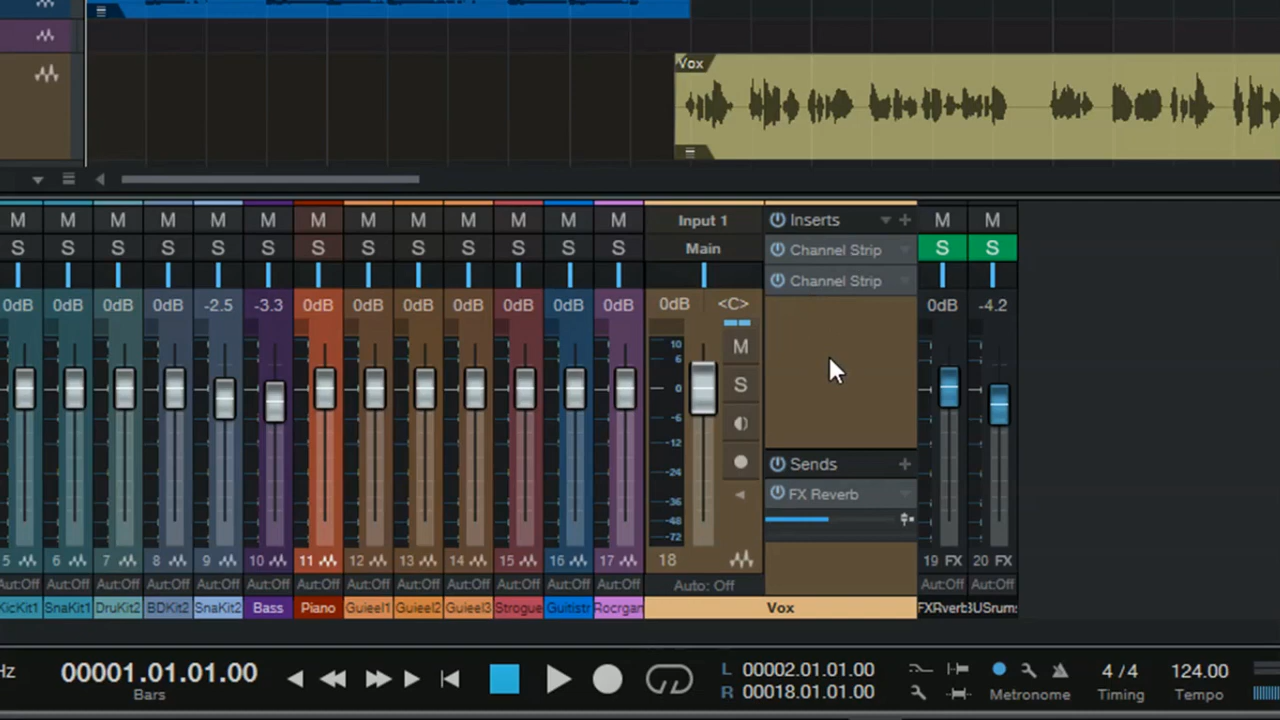 Vox
M M M M M M M M M M M M M Input 1 Inserts M M
S S S S S S S S S S S S S Main Channel Strip S S
Channel Strip
0dB 0dB 0dB 0dB -2.5 -3.3 0dB 0dB 0dB 0dB 0dB 0dB 0dB 0dB <C> 0dB -4.2
10
6
M
0
S
-6
-12
-24
Sends
-36
FX Reverb
-48
-72
5 6 7 8 9 10 11 12 13 14 15 16 17 18 19 FX 20 FX
Aut:Off Aut:Off Aut:Off Aut:Off Aut:Off Aut:Off Aut:Off Aut:Off Aut:Off Aut:Off Aut:Off Aut:Off Aut:Off Auto: Off Aut:Off Aut:Off
KicKit1 SnaKit1 DruKit2 BDKit2 SnaKit2 Bass Piano Guieel1 Guieel2 Guieel3 Strogue Guitistr Rocrgan Vox FXRverb
Hz 00001.01.01.00 L 00002.01.01.00 4 / 4 124.00
Bars R 00018.01.01.00 Metronome Timing Tempo